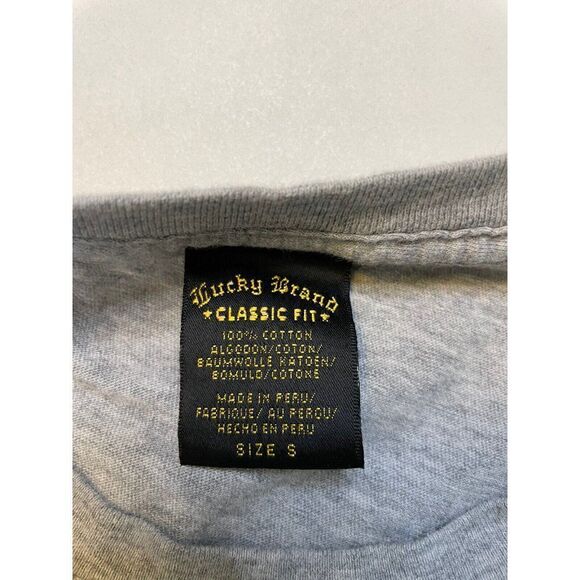 Lucky Brand
★CLASSIC FIT★
100% COTTON
ALGODON/COTON/
BAUMWOLLE KATOEN/
BOMULD/COTONE
MADE IN PERU/
FABRIQUE/ AU PEROU/
HECHO EN PERU
SIZE S